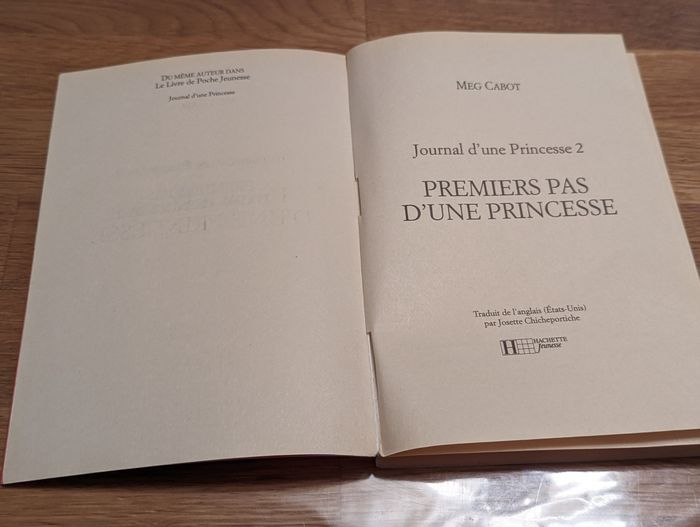 DU MÊME AUTEUR DANS
Le Livre de Poche Jeunesse
Journal d'une Princesse
MEG CABOT
Journal d'une Princesse 2
PREMIERS PAS
D'UNE PRINCESSE
Traduit de l'anglais (États-Unis)
par Josette Chicheportiche
H HACHETTE
Jeunesse